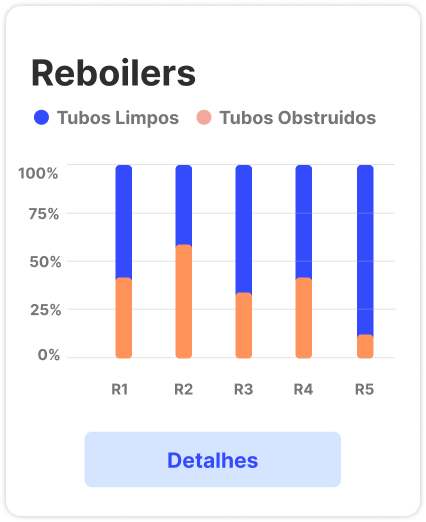 Reboilers
Tubos Limpos Tubos Obstruidos
100%
75%
50%
25%
0%
R1 R2 R3 R4 R5
Detalhes